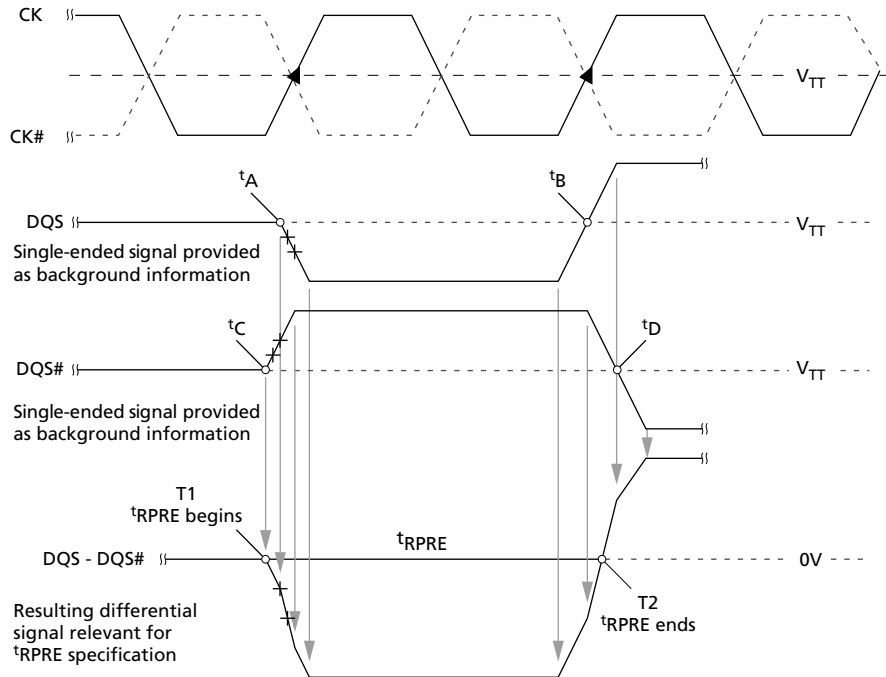 CK
VTT
CK#
tA
tB
DQS
VTT
Single-ended signal provided
as background information
tC
tD
DQS#
VTT
Single-ended signal provided
as background information
T1
tRPRE begins
tRPRE
DQS - DQS#
0V
T2
tRPRE ends
Resulting differential
signal relevant for
tRPRE specification